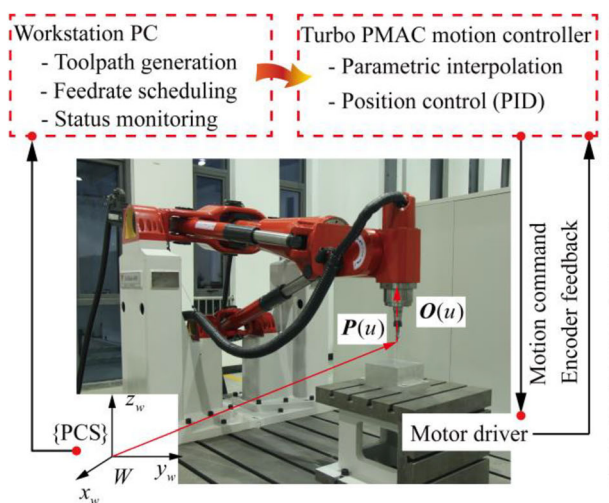 Workstation PC
- Toolpath generation
- Feedrate scheduling
- Status monitoring
Turbo PMAC motion controller
- Parametric interpolation
- Position control (PID)
Motion command
Encoder feedback
P(u)
O(u)
{PCS}
z_w
W
y_w
x_w
Motor driver